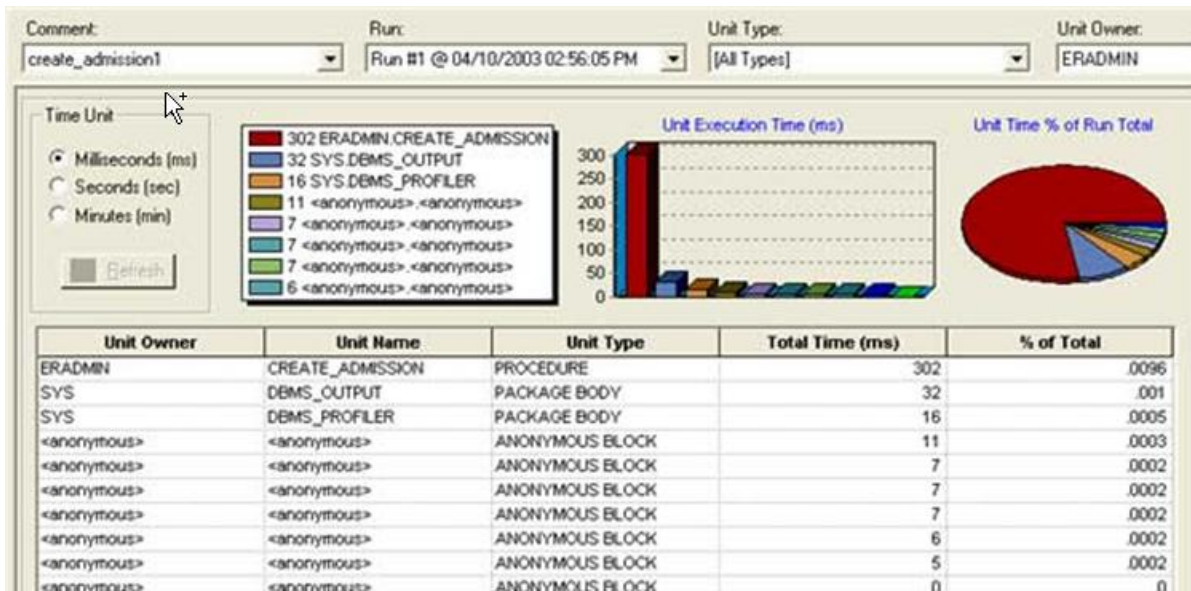 Comment: Run: Unit Type: Unit Owner:
create_admission1 Run #1 @ 04/10/2003 02:56:05 PM [All Types] ERADMIN
Time Unit
Milliseconds (ms)
Seconds (sec)
Minutes (min)
Refresh
302 ERADMIN.CREATE_ADMISSION
32 SYS.DBMS_OUTPUT
16 SYS.DBMS_PROFILER
11 <anonymous>.<anonymous>
7 <anonymous>.<anonymous>
7 <anonymous>.<anonymous>
7 <anonymous>.<anonymous>
6 <anonymous>.<anonymous>
Unit Execution Time (ms)
300
250
200
150
100
50
0
Unit Time % of Run Total
Unit Owner Unit Name Unit Type Total Time (ms) % of Total
ERADMIN CREATE_ADMISSION PROCEDURE 302 .0096
SYS DBMS_OUTPUT PACKAGE BODY 32 .001
SYS DBMS_PROFILER PACKAGE BODY 16 .0005
<anonymous> <anonymous> ANONYMOUS BLOCK 11 .0003
<anonymous> <anonymous> ANONYMOUS BLOCK 7 .0002
<anonymous> <anonymous> ANONYMOUS BLOCK 7 .0002
<anonymous> <anonymous> ANONYMOUS BLOCK 7 .0002
<anonymous> <anonymous> ANONYMOUS BLOCK 6 .0002
<anonymous> <anonymous> ANONYMOUS BLOCK 5 .0002
<anonymous> <anonymous> ANONYMOUS BLOCK 0 0